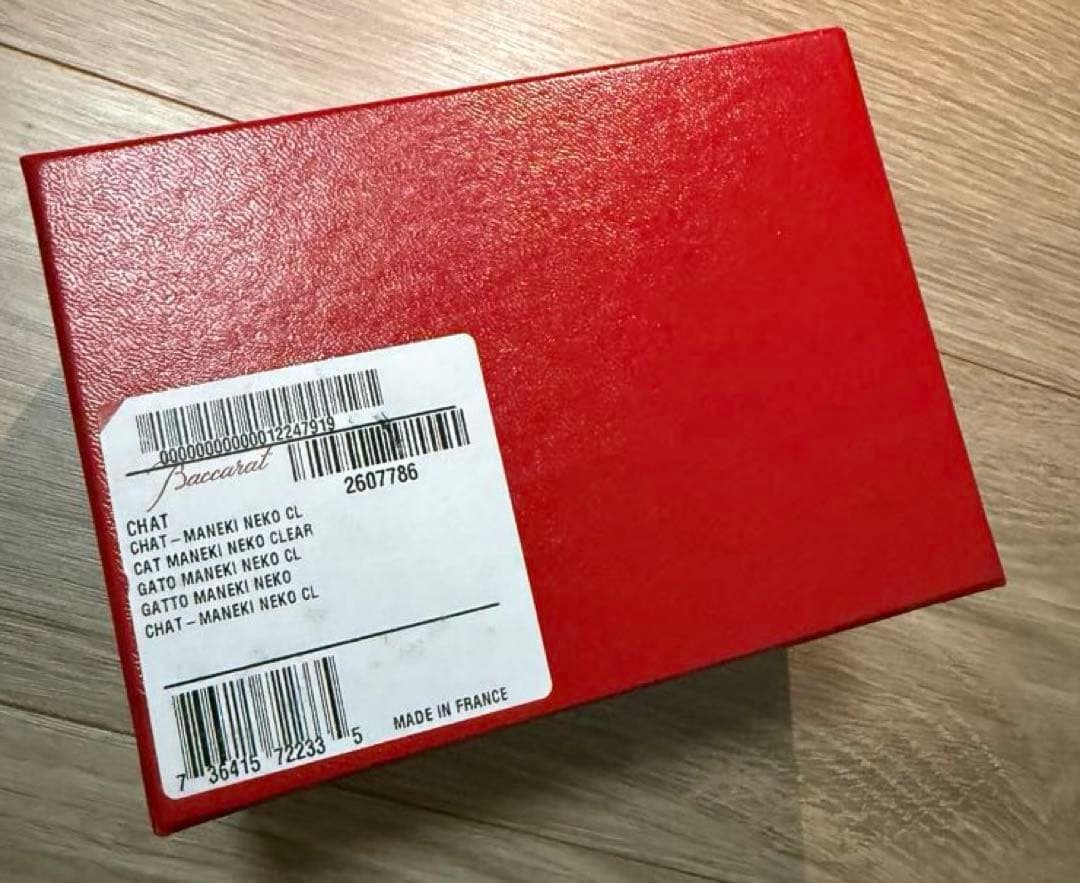 00000000000012247919
Baccarat
2607786
CHAT
CHAT-MANEKI NEKO CL
CAT MANEKI NEKO CLEAR
GATO MANEKI NEKO CL
GATTO MANEKI NEKO
CHAT-MANEKI NEKO CL
MADE IN FRANCE
7 36415 72233 5